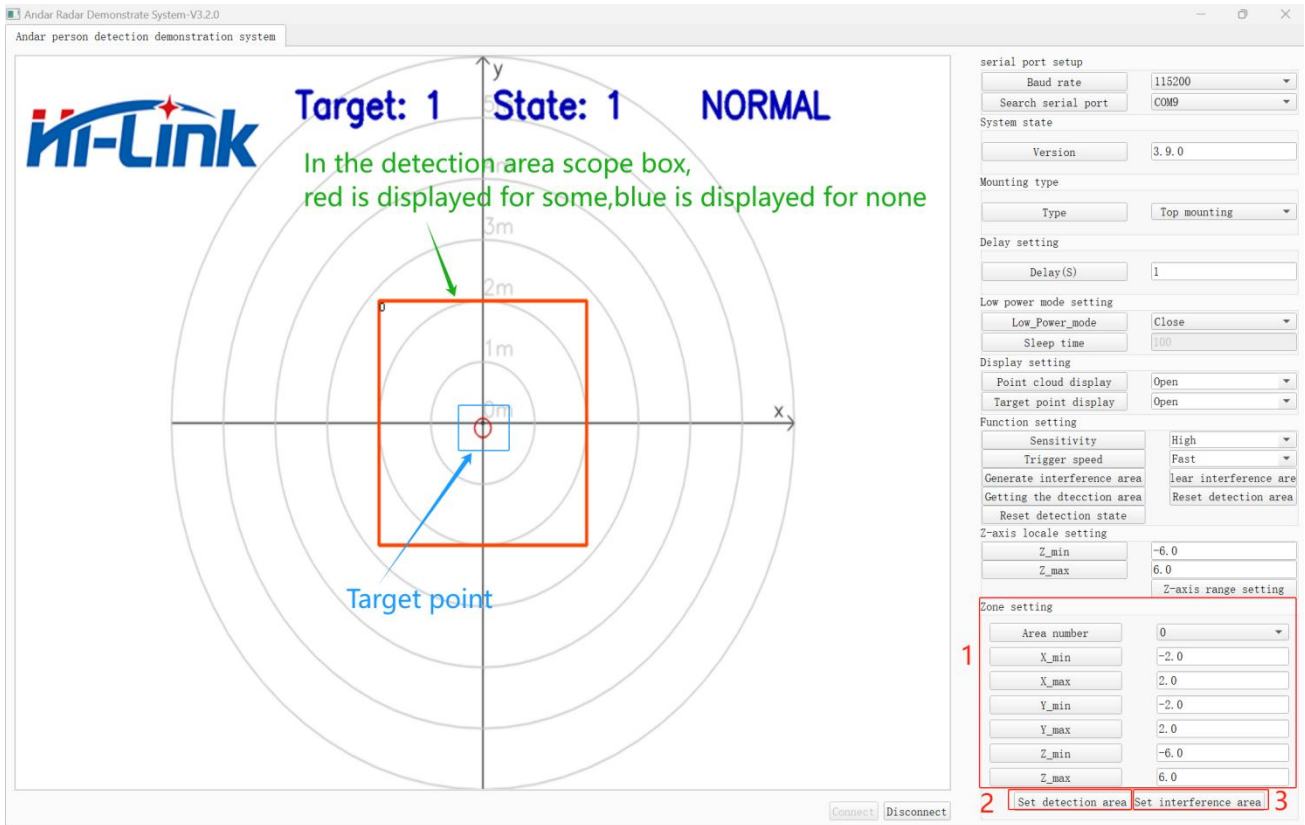 Andar Radar Demonstrate System-V3.2.0
Andar person detection demonstration system
Hi-Link
y
Target: 1 State: 1 NORMAL
In the detection area scope box,
red is displayed for some,blue is displayed for none
3m
2m
0
1m
0m
x
Target point
Connect
Disconnect
serial port setup
Baud rate 115200
Search serial port COM9
System state
Version 3.9.0
Mounting type
Type Top mounting
Delay setting
Delay(S) 1
Low power mode setting
Low_Power_mode Close
Sleep time 100
Display setting
Point cloud display Open
Target point display Open
Function setting
Sensitivity High
Trigger speed Fast
Generate interference area lear interference are
Getting the dtecction area Reset detection area
Reset detection state
Z-axis locale setting
Z_min -6.0
Z_max 6.0
Z-axis range setting
Zone setting
1
Area number 0
X_min -2.0
X_max 2.0
Y_min -2.0
Y_max 2.0
Z_min -6.0
Z_max 6.0
2 Set detection area Set interference area 3